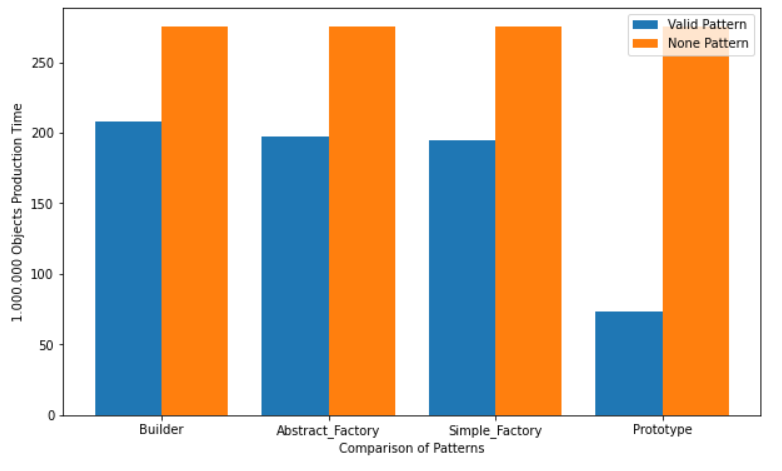 Valid Pattern
None Pattern
250
200
150
100
50
0
1.000.000 Objects Production Time
Builder
Abstract_Factory
Simple_Factory
Prototype
Comparison of Patterns